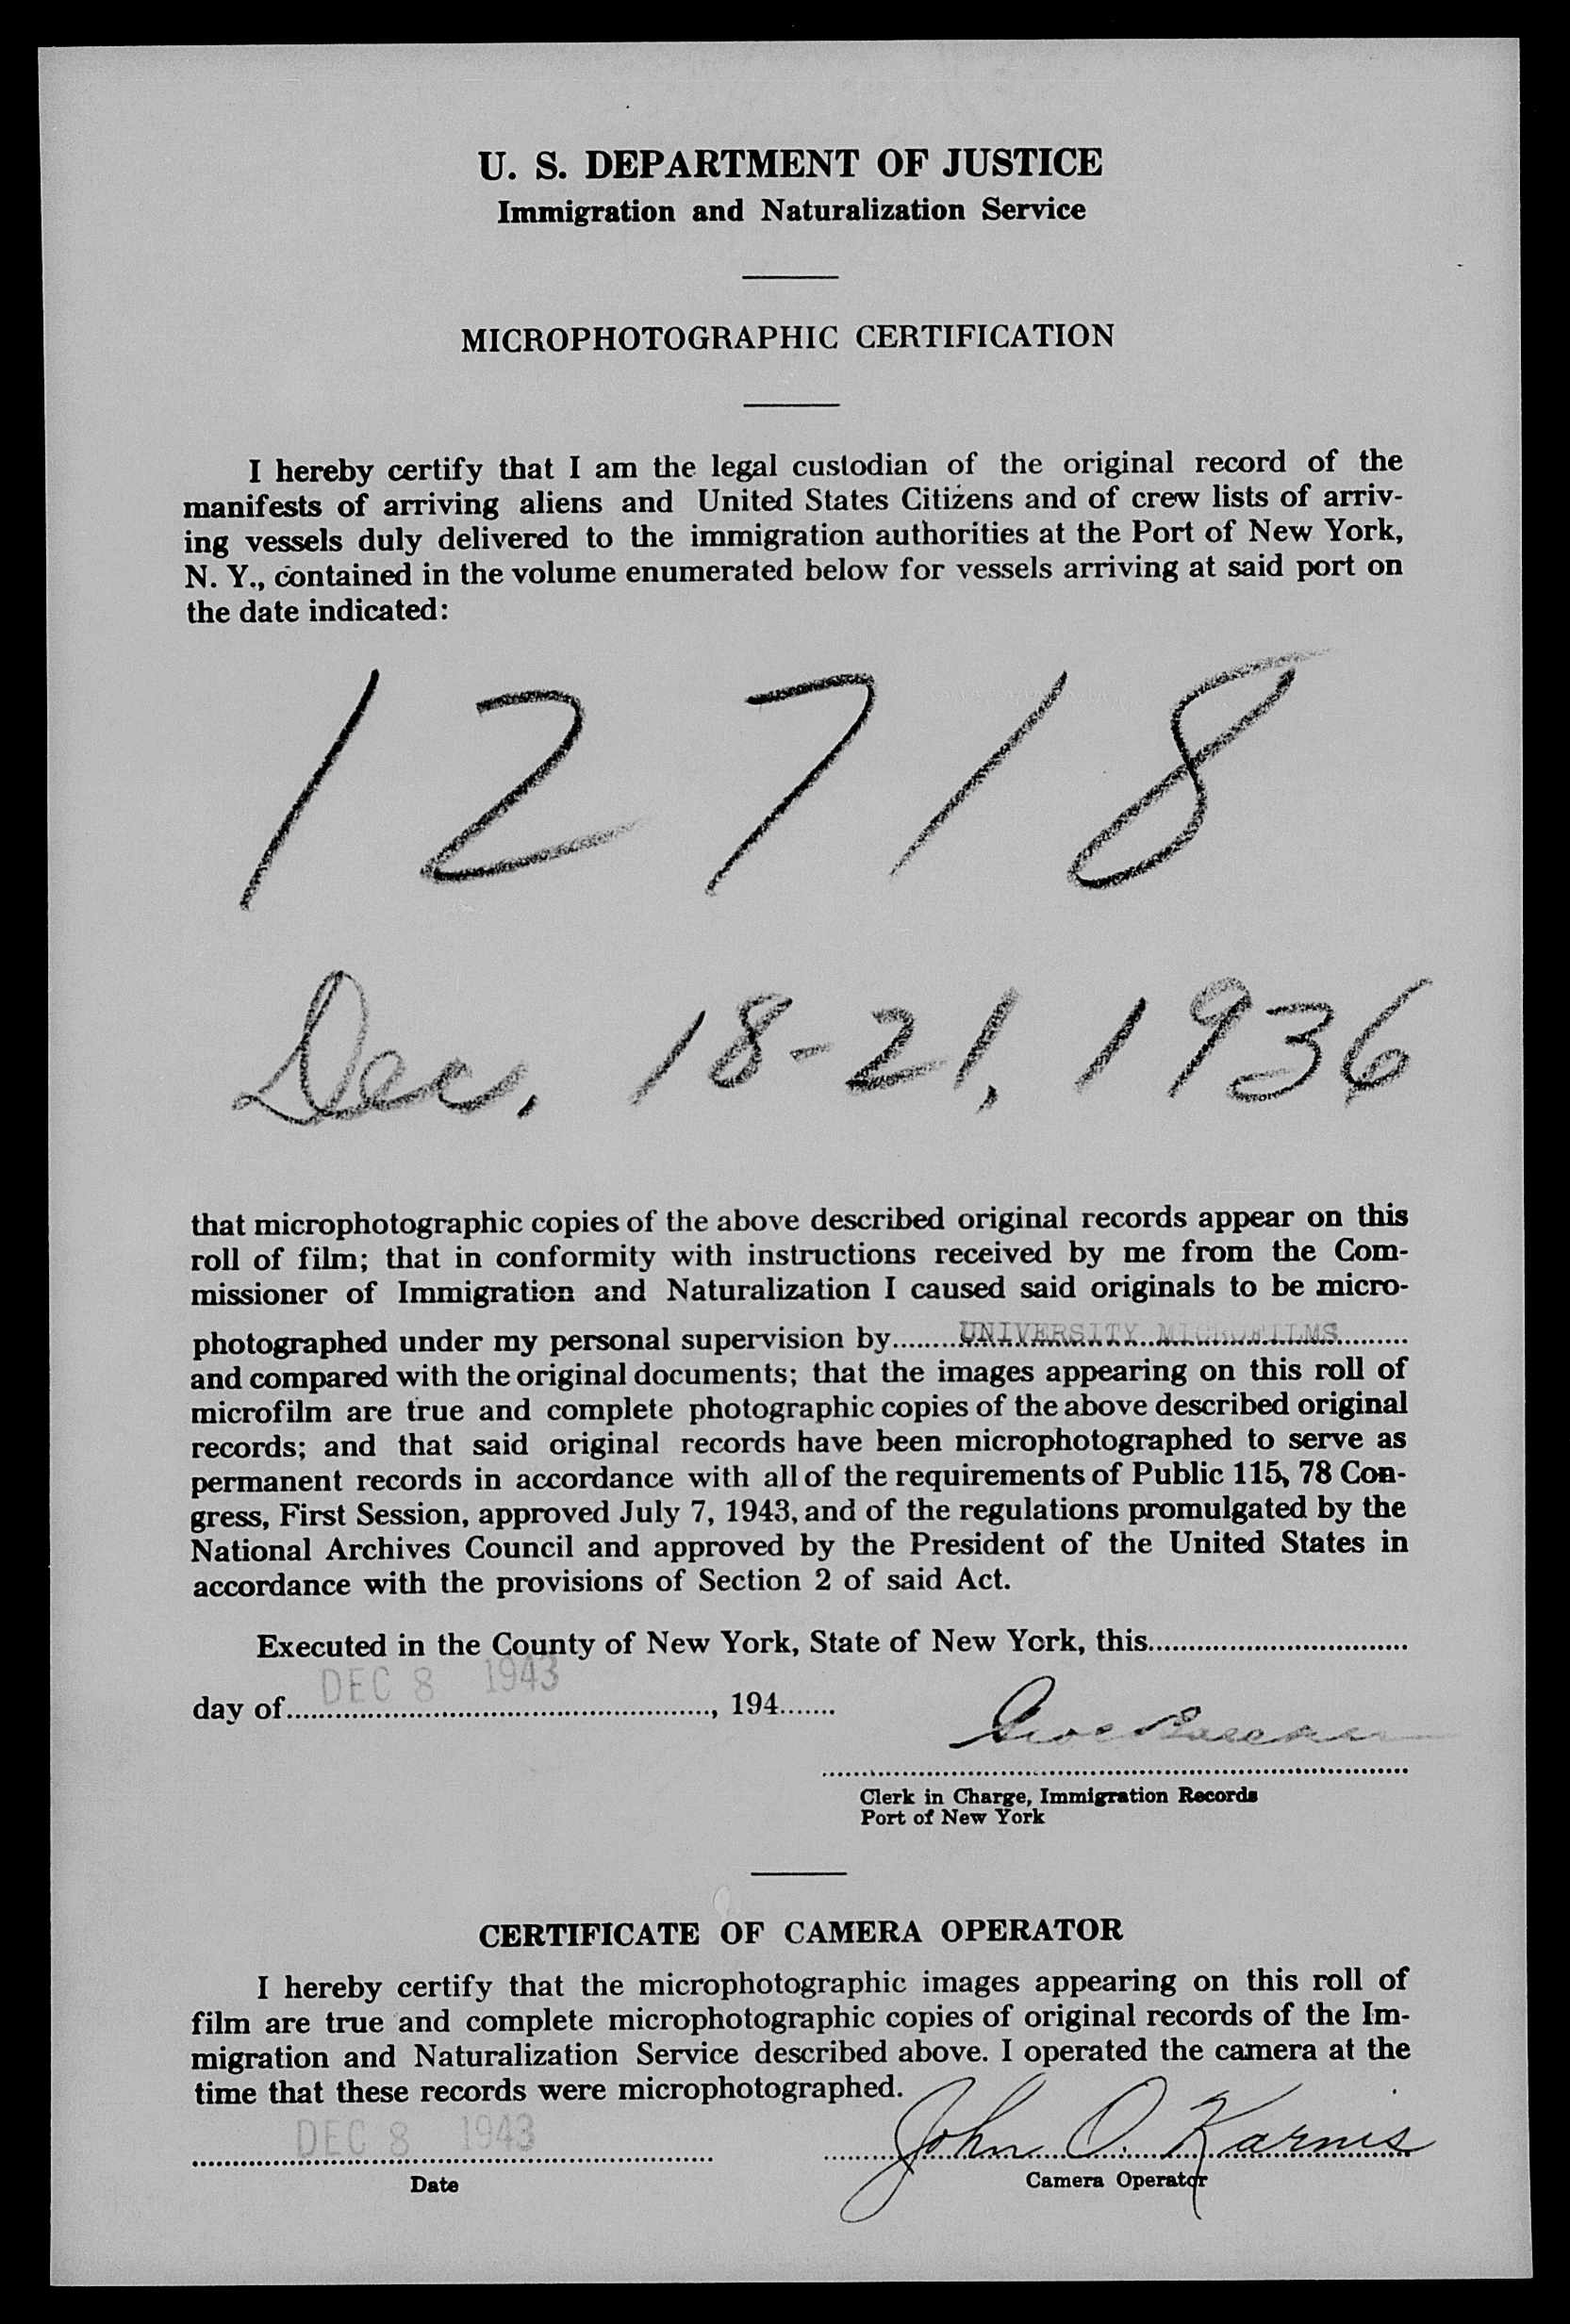 U. S. DEPARTMENT OF JUSTICE
Immigration and Naturalization Service
MICROPHOTOGRAPHIC CERTIFICATION
I hereby certify that I am the legal custodian of the original record of the
manifests of arriving aliens and United States Citizens and of crew lists of arriv-
ing vessels duly delivered to the immigration authorities at the Port of New York,
N. Y., contained in the volume enumerated below for vessels arriving at said port on
the date indicated:
12718
Dec. 18-21, 1936
that microphotographic copies of the above described original records appear on this
roll of film; that in conformity with instructions received by me from the Com-
missioner of Immigration and Naturalization I caused said originals to be micro-
photographed under my personal supervision by UNIVERSITY MICROFILMS
and compared with the original documents; that the images appearing on this roll of
microfilm are true and complete photographic copies of the above described original
records; and that said original records have been microphotographed to serve as
permanent records in accordance with all of the requirements of Public 115, 78 Con-
gress, First Session, approved July 7, 1943, and of the regulations promulgated by the
National Archives Council and approved by the President of the United States in
accordance with the provisions of Section 2 of said Act.
Executed in the County of New York, State of New York, this
DEC 8 1943
day of , 194
Clerk in Charge, Immigration Records
Port of New York
CERTIFICATE OF CAMERA OPERATOR
I hereby certify that the microphotographic images appearing on this roll of
film are true and complete microphotographic copies of original records of the Im-
migration and Naturalization Service described above. I operated the camera at the
time that these records were microphotographed.
DEC 8 1943 John O. Karnis
Date Camera Operator